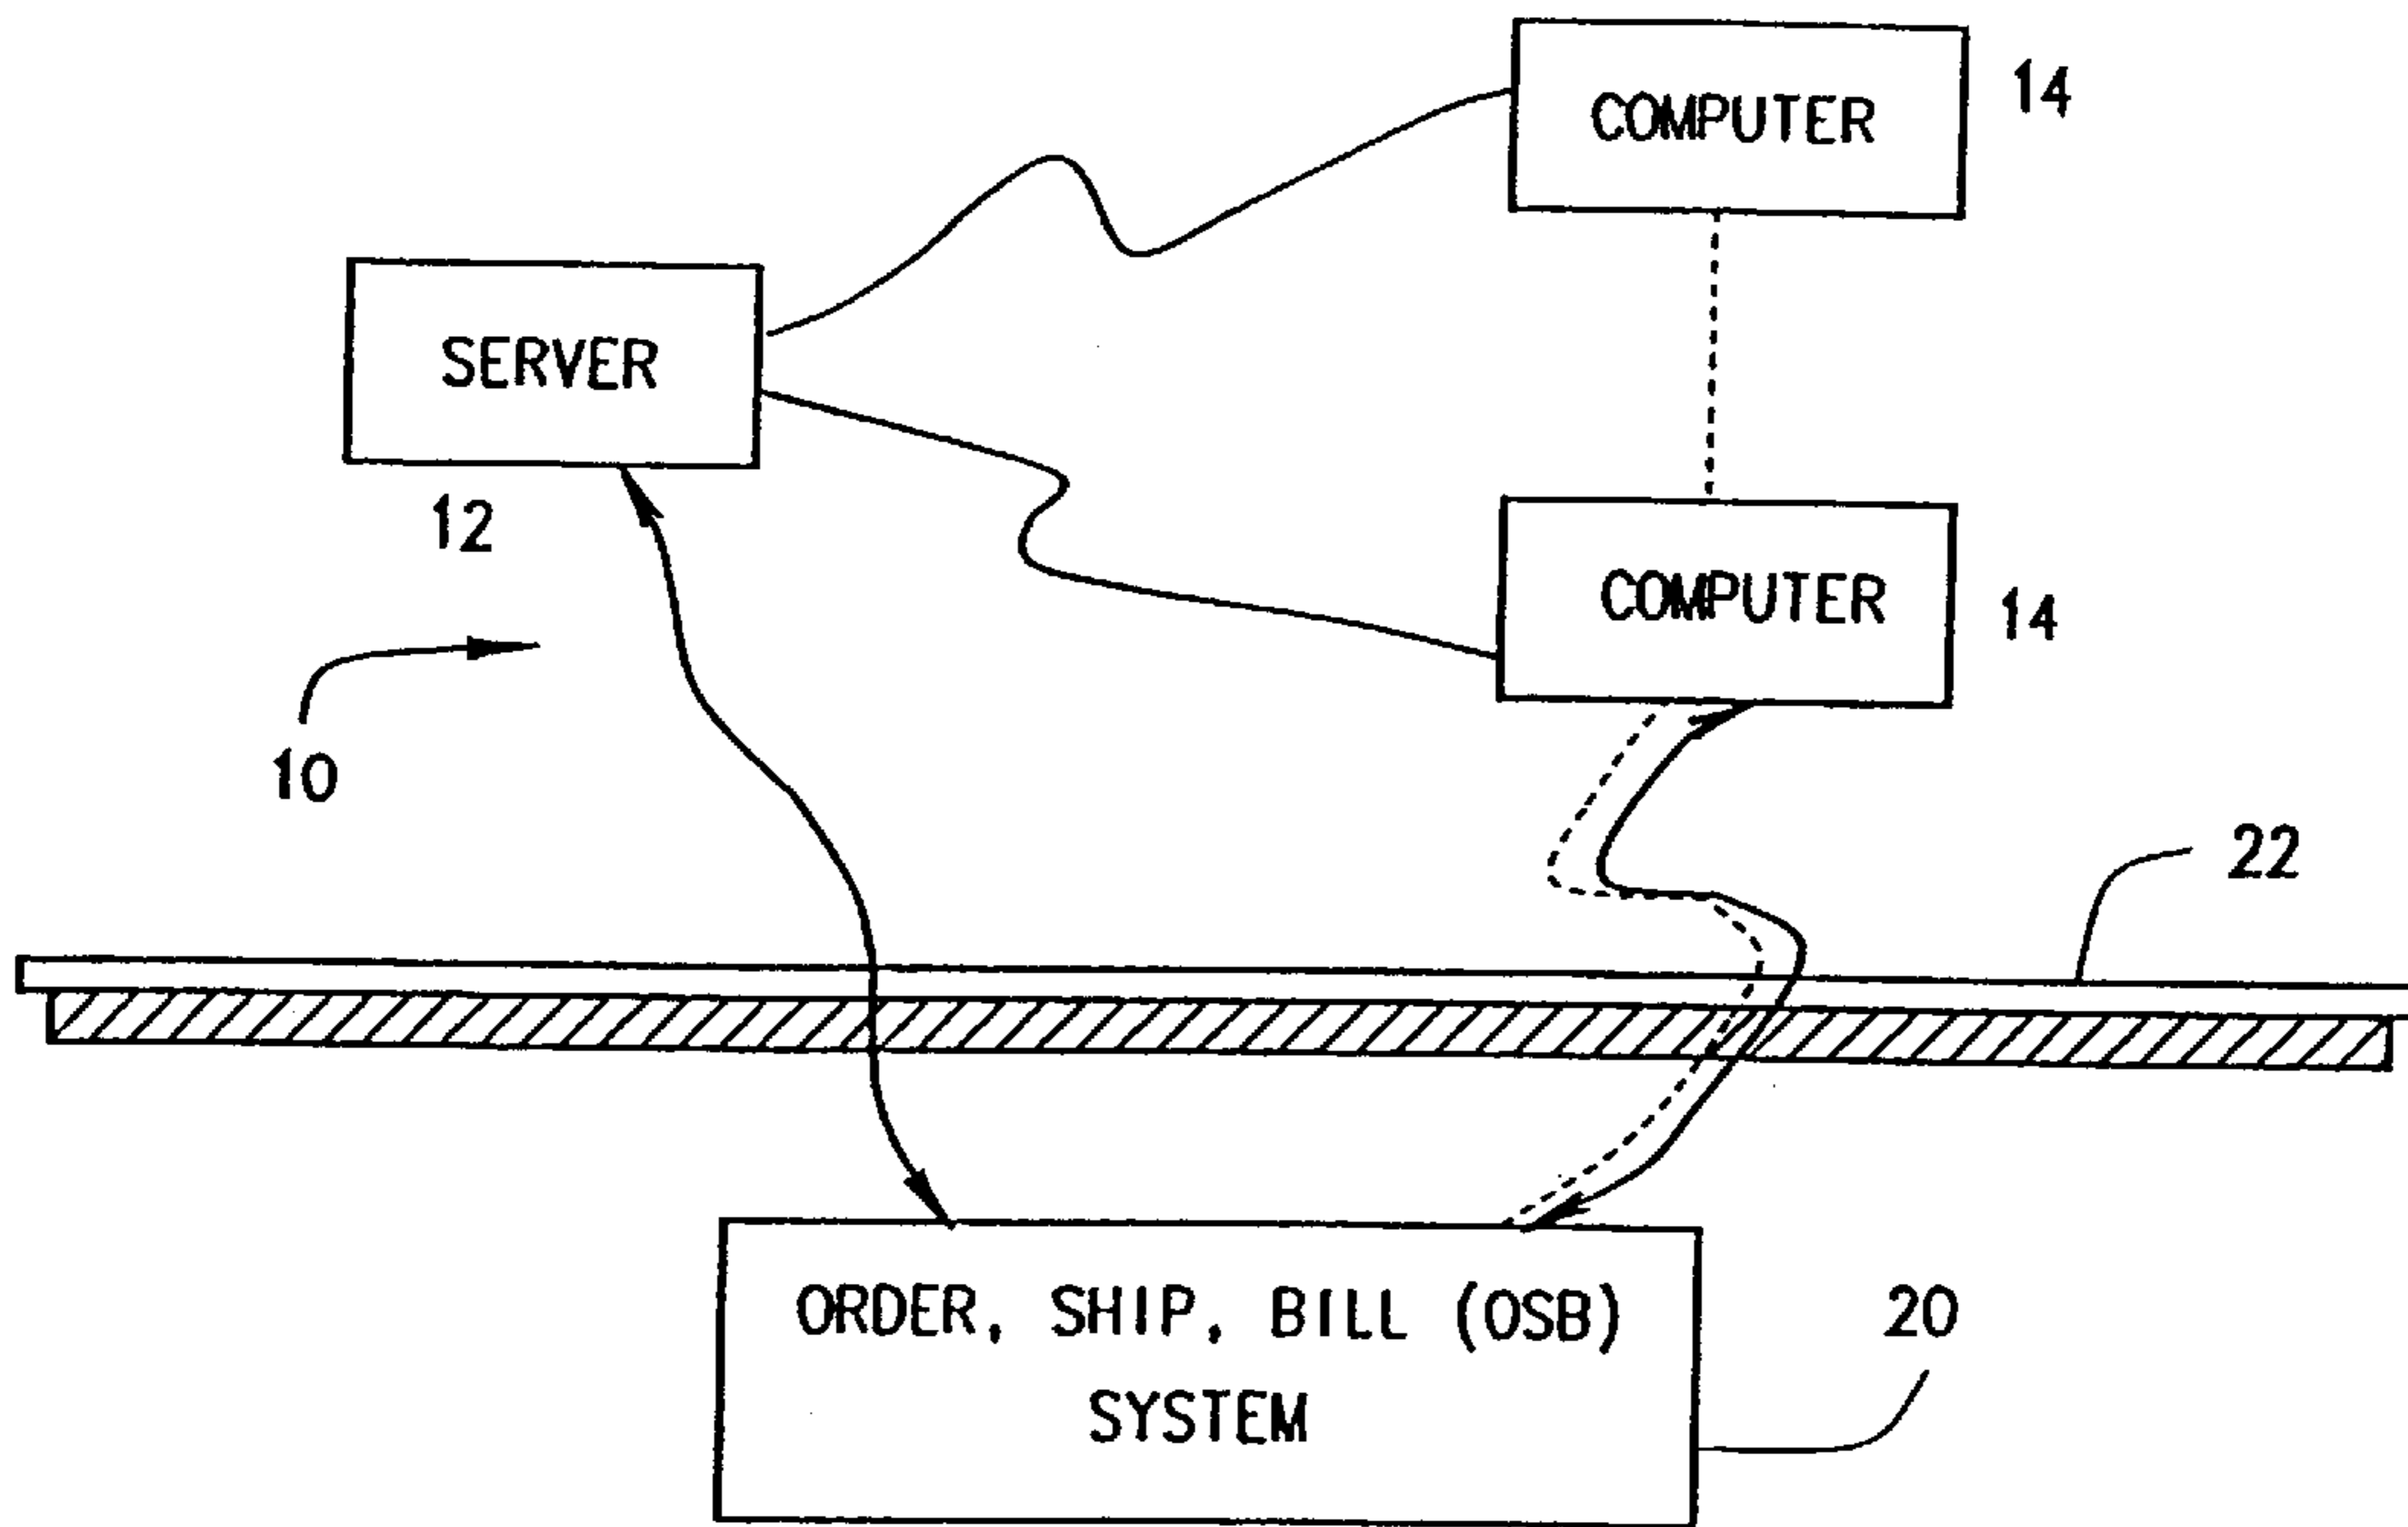 COMPUTER
14
SERVER
12
COMPUTER
14
10
22
ORDER, SHIP, BILL (OSB)
SYSTEM
20